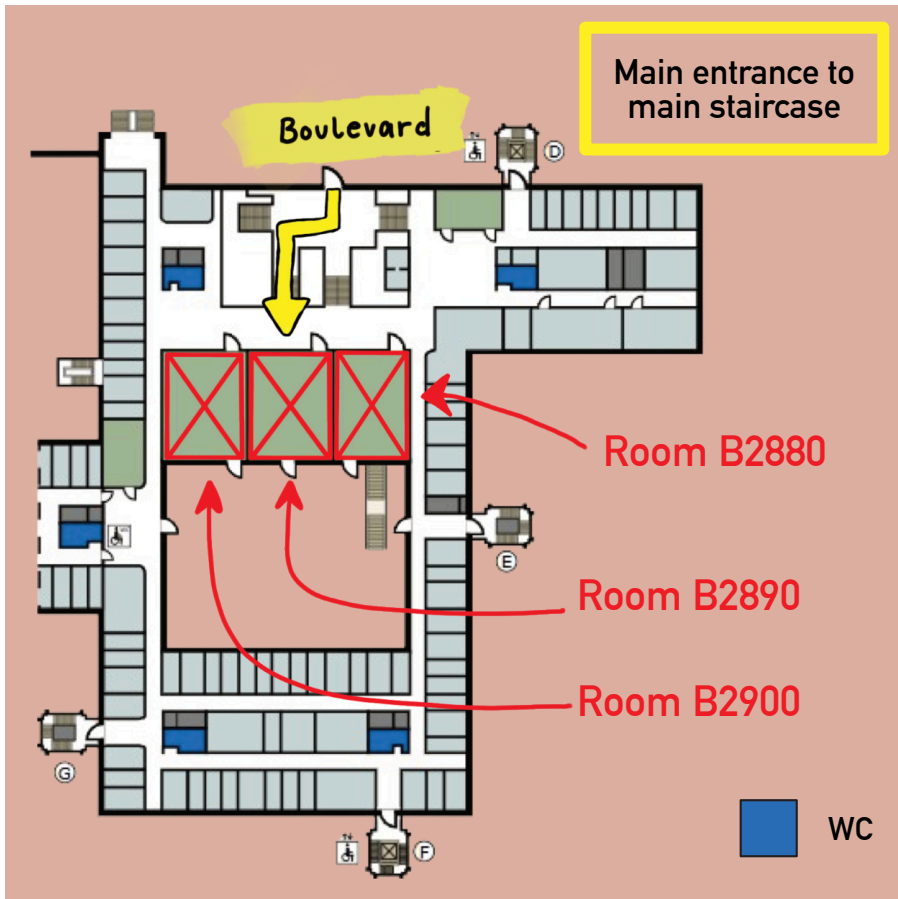 Main entrance to
main staircase
Boulevard
D
Room B2880
E
Room B2890
Room B2900
G
F
WC